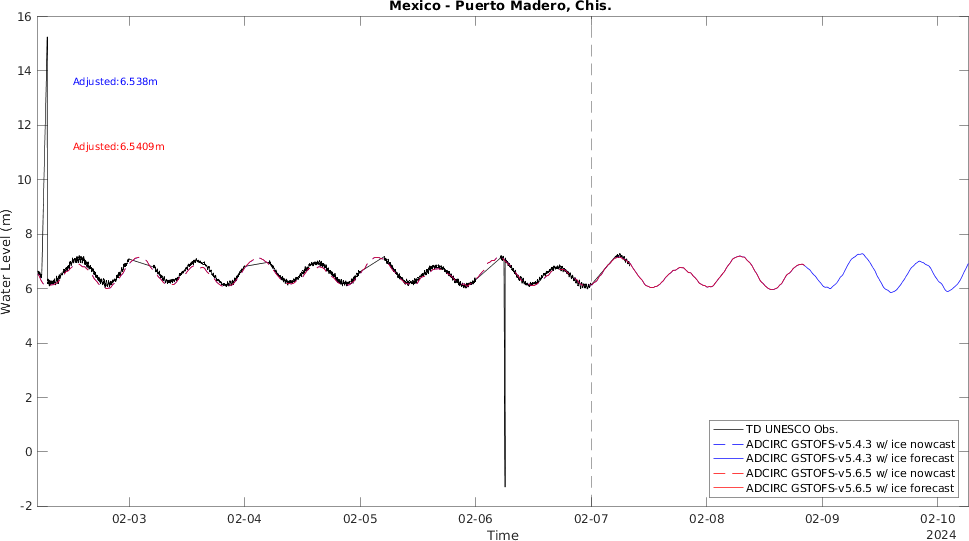 Mexico - Puerto Madero, Chis.
16
14
12
10
8
6
4
2
0
-2
Water Level (m)
Adjusted:6.538m
Adjusted:6.5409m
TD UNESCO Obs.
ADCIRC GSTOFS-v5.4.3 w/ ice nowcast
ADCIRC GSTOFS-v5.4.3 w/ ice forecast
ADCIRC GSTOFS-v5.6.5 w/ ice nowcast
ADCIRC GSTOFS-v5.6.5 w/ ice forecast
02-03 02-04 02-05 02-06 02-07 02-08 02-09 02-10
Time 2024